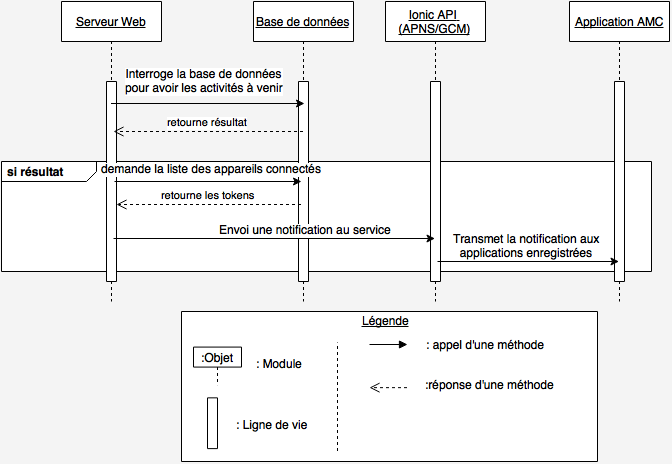 Serveur Web
Base de données
Ionic API
(APNS/GCM)
Application AMC
Interroge la base de données
pour avoir les activités à venir
retourne résultat
si résultat
demande la liste des appareils connectés
retourne les tokens
Envoi une notification au service
Transmet la notification aux
applications enregistrées
Légende
:Objet
: Module
: Ligne de vie
: appel d'une méthode
:réponse d'une méthode